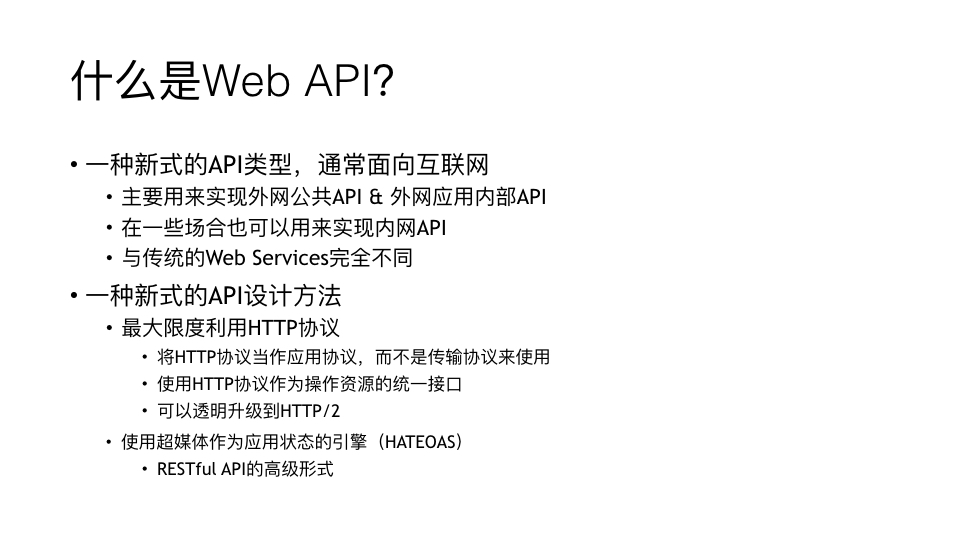 什么是Web API?
• 一种新式的API类型，通常面向互联网
• 主要用来实现外网公共API & 外网应用内部API
• 在一些场合也可以用来实现内网API
• 与传统的Web Services完全不同
• 一种新式的API设计方法
• 最大限度利用HTTP协议
• 将HTTP协议当作应用协议，而不是传输协议来使用
• 使用HTTP协议作为操作资源的统一接口
• 可以透明升级到HTTP/2
• 使用超媒体作为应用状态的引擎（HATEOAS）
• RESTful API的高级形式